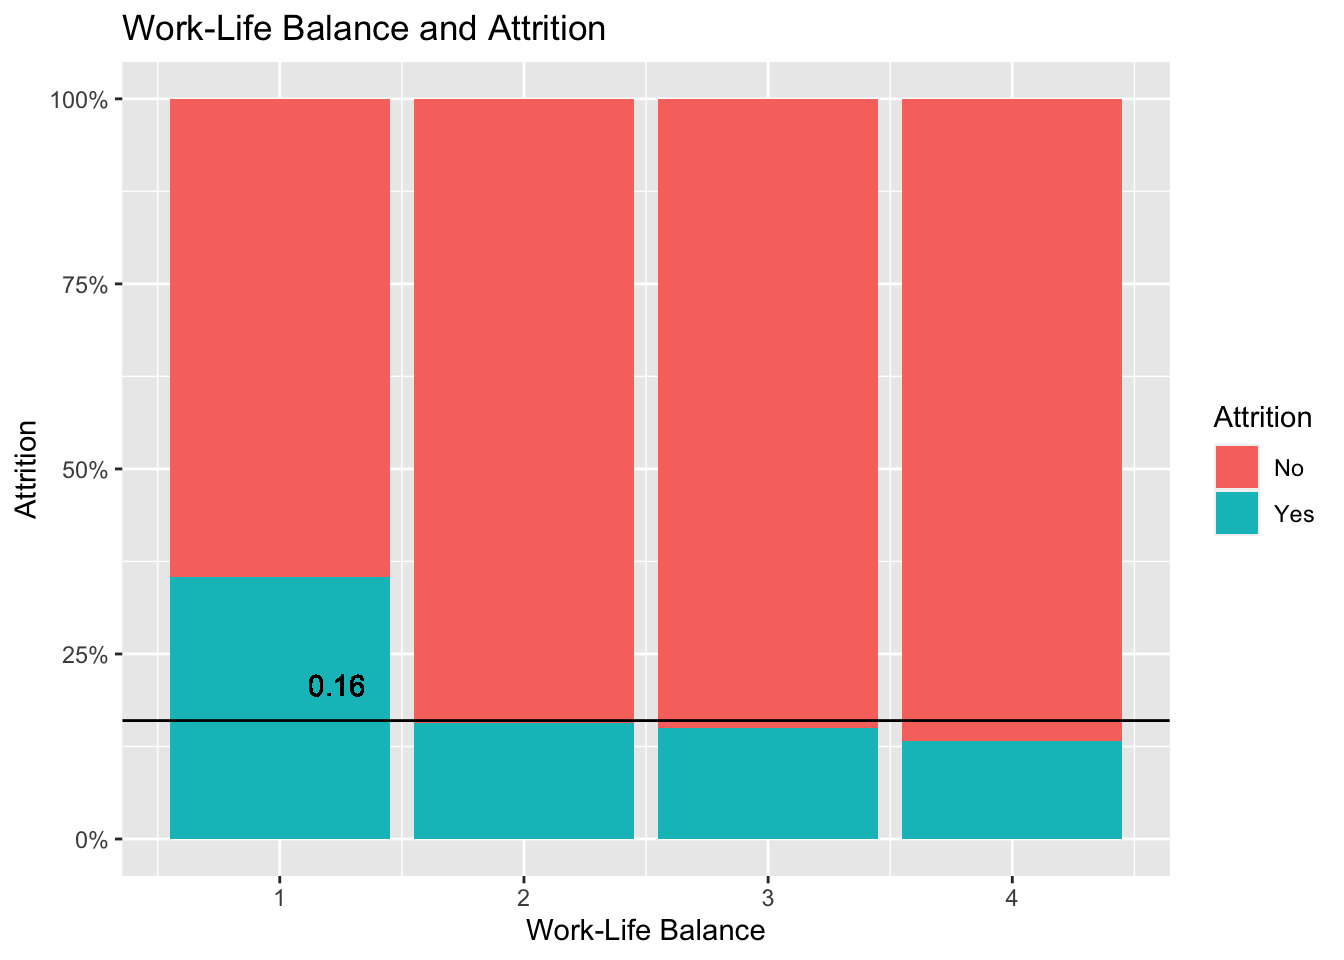 Work-Life Balance and Attrition
100%
75%
50%
25%
0%
Attrition
0.16
1 2 3 4
Work-Life Balance
Attrition
No
Yes